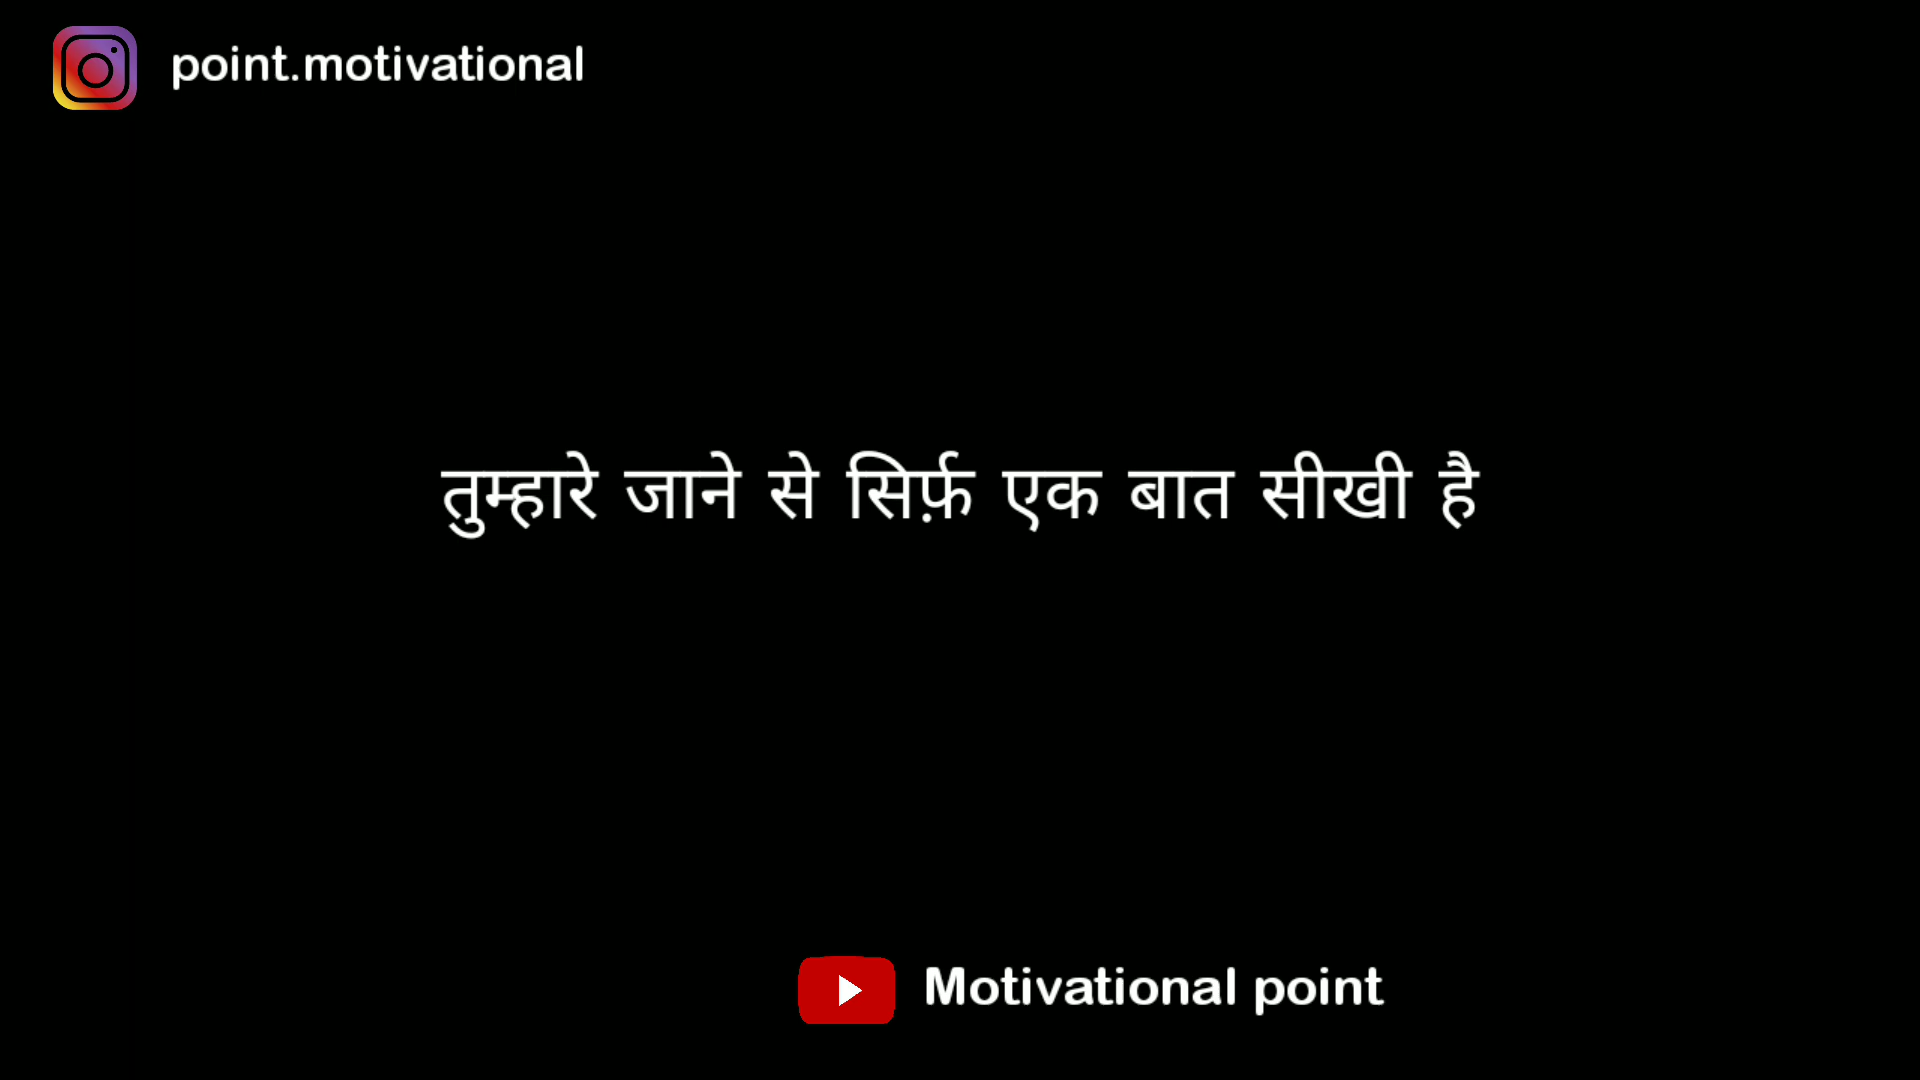 point.motivational
तुम्हारे जाने से सिर्फ़ एक बात सीखी है
Motivational point